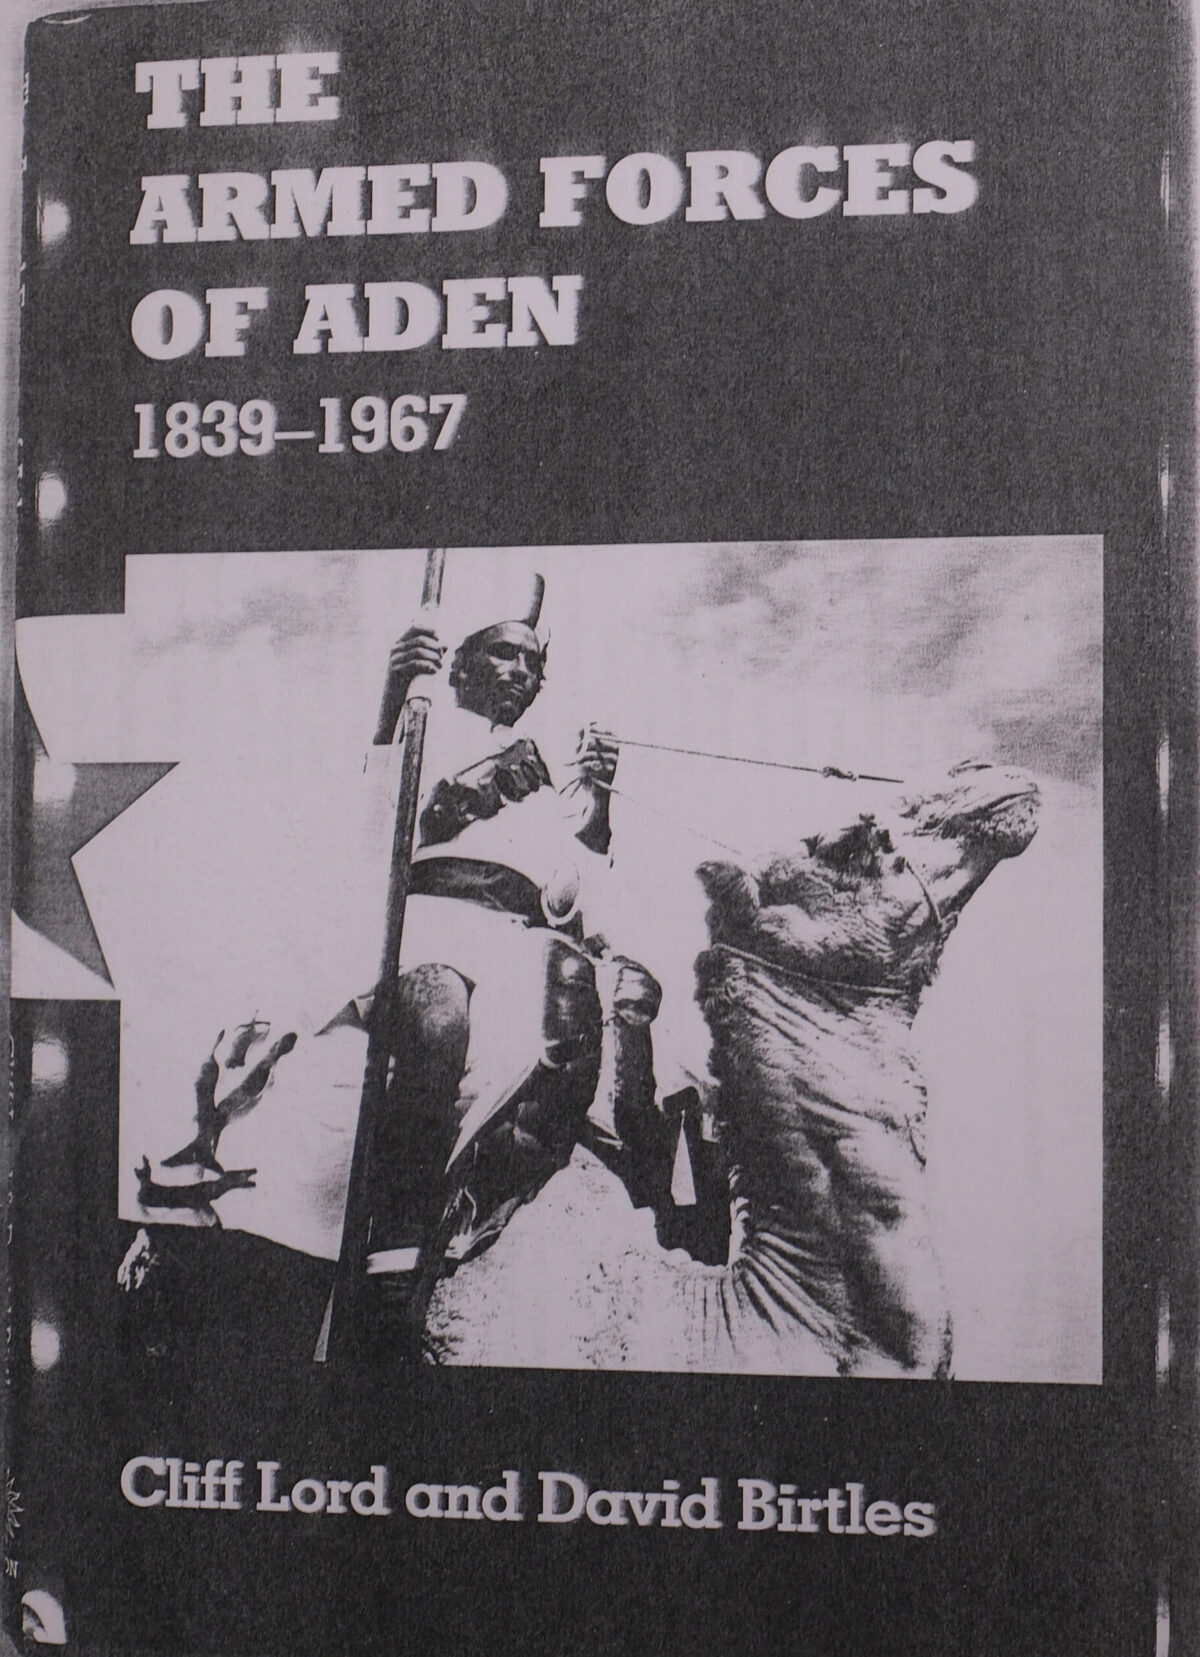 THE
ARMED FORCES
OF ADEN
1839–1967
Cliff Lord and David Birtles